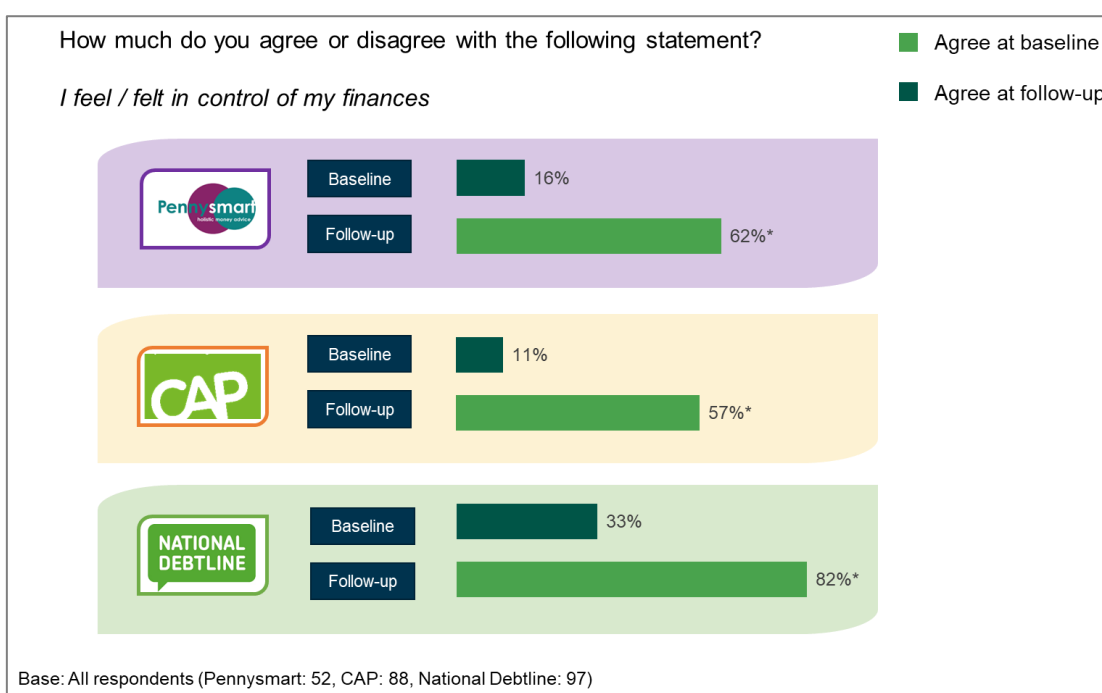 How much do you agree or disagree with the following statement?
I feel / felt in control of my finances
Agree at baseline
Agree at follow-up
Pennysmart
holistic money advice
Baseline
16%
Follow-up
62%*
CAP
Baseline
11%
Follow-up
57%*
NATIONAL
DEBTLINE
Baseline
33%
Follow-up
82%*
Base: All respondents (Pennysmart: 52, CAP: 88, National Debtline: 97)